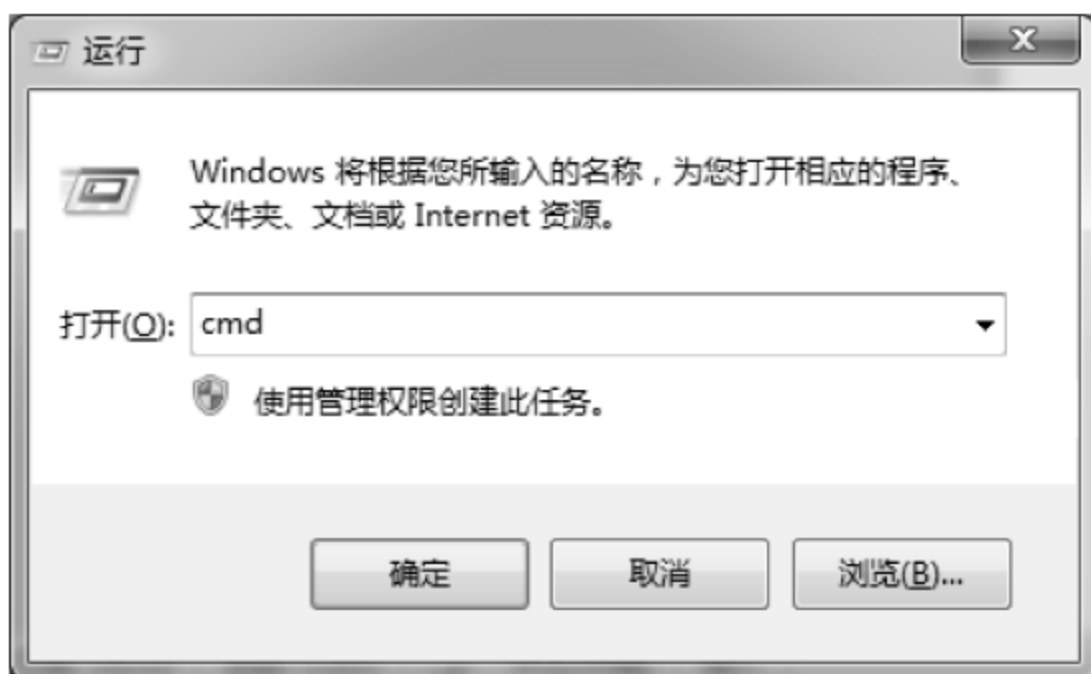 运行
Windows 将根据您所输入的名称，为您打开相应的程序、
文件夹、文档或 Internet 资源。
打开(O): cmd
使用管理权限创建此任务。
确定 取消 浏览(B)...